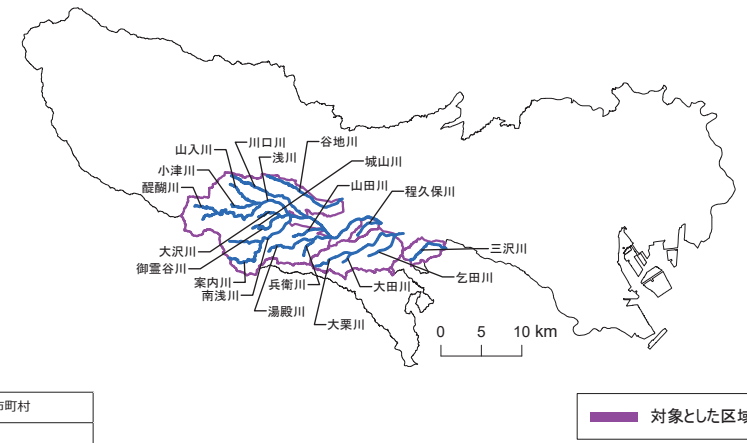 谷地川
川口川
山入川
浅川
城山川
小津川
山田川
醍醐川
程久保川
大沢川
三沢川
御霊谷川
案内川
兵衛川
大田川
乞田川
南浅川
湯殿川
大栗川
0 5 10 km
市町村
対象とした区域